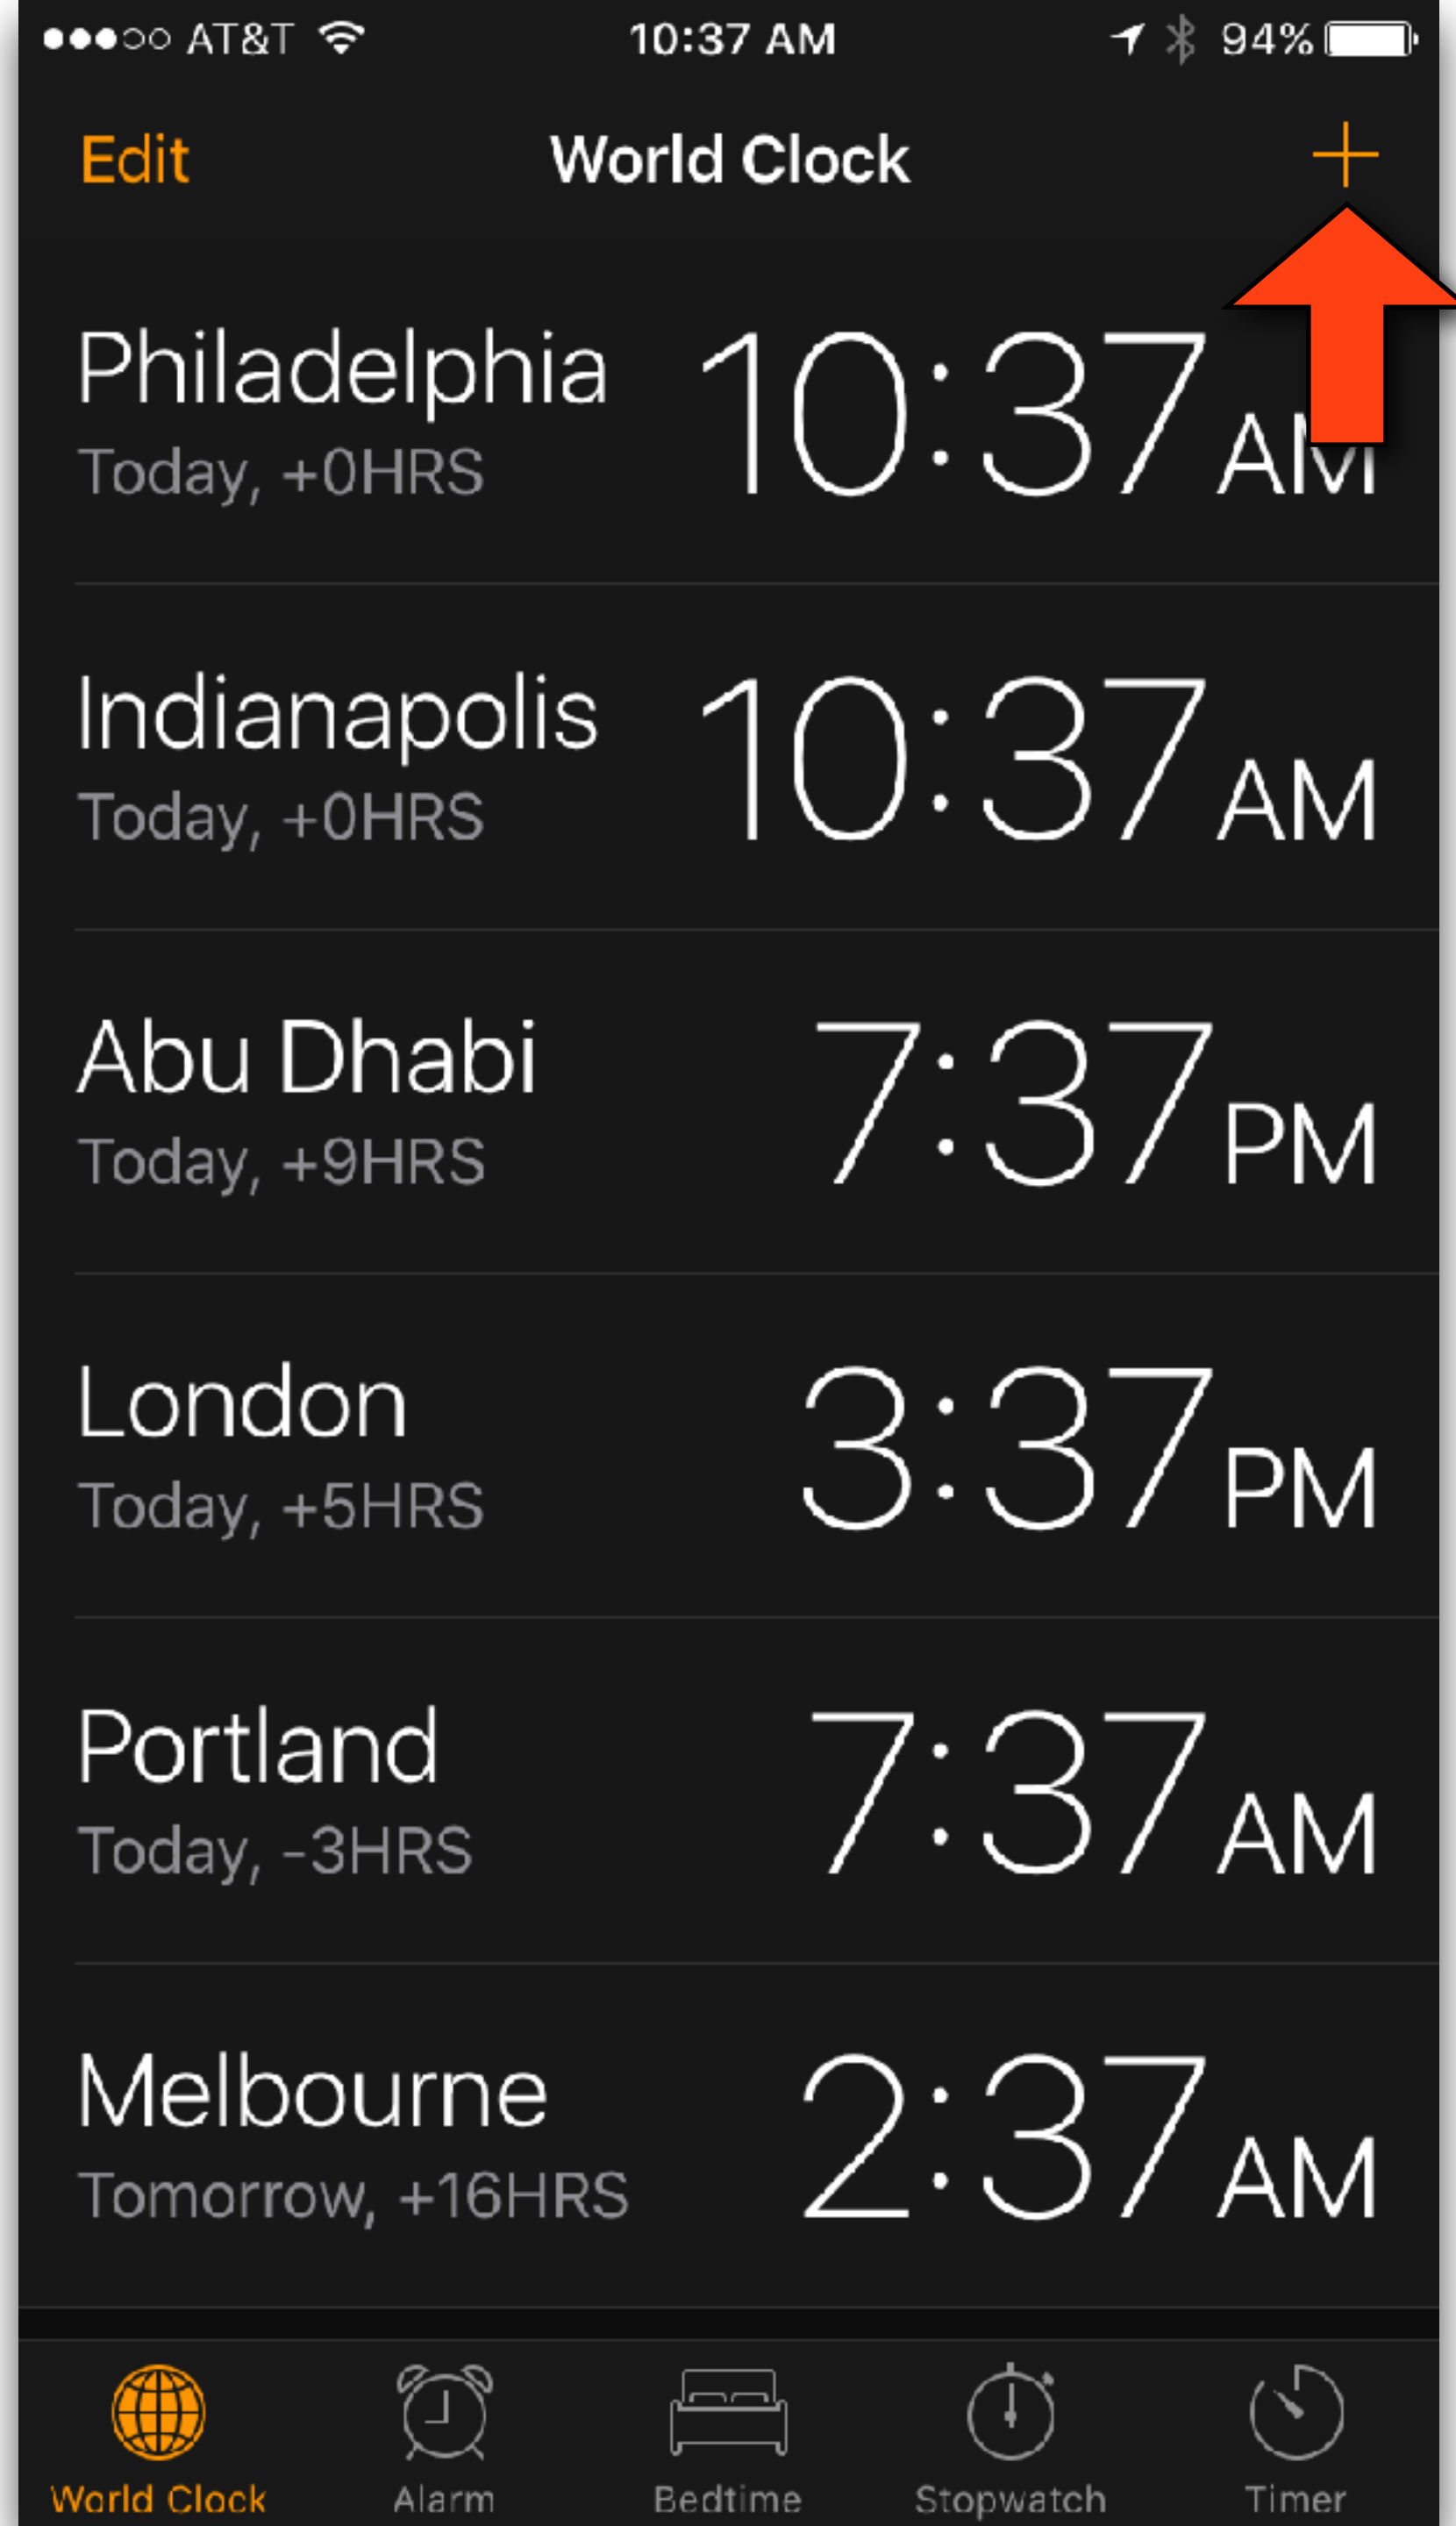 AT&T 10:37 AM 94%
Edit World Clock +
Philadelphia 10:37 AM
Today, +0HRS
Indianapolis 10:37 AM
Today, +0HRS
Abu Dhabi 7:37 PM
Today, +9HRS
London 3:37 PM
Today, +5HRS
Portland 7:37 AM
Today, -3HRS
Melbourne 2:37 AM
Tomorrow, +16HRS
World Clock Alarm Bedtime Stopwatch Timer